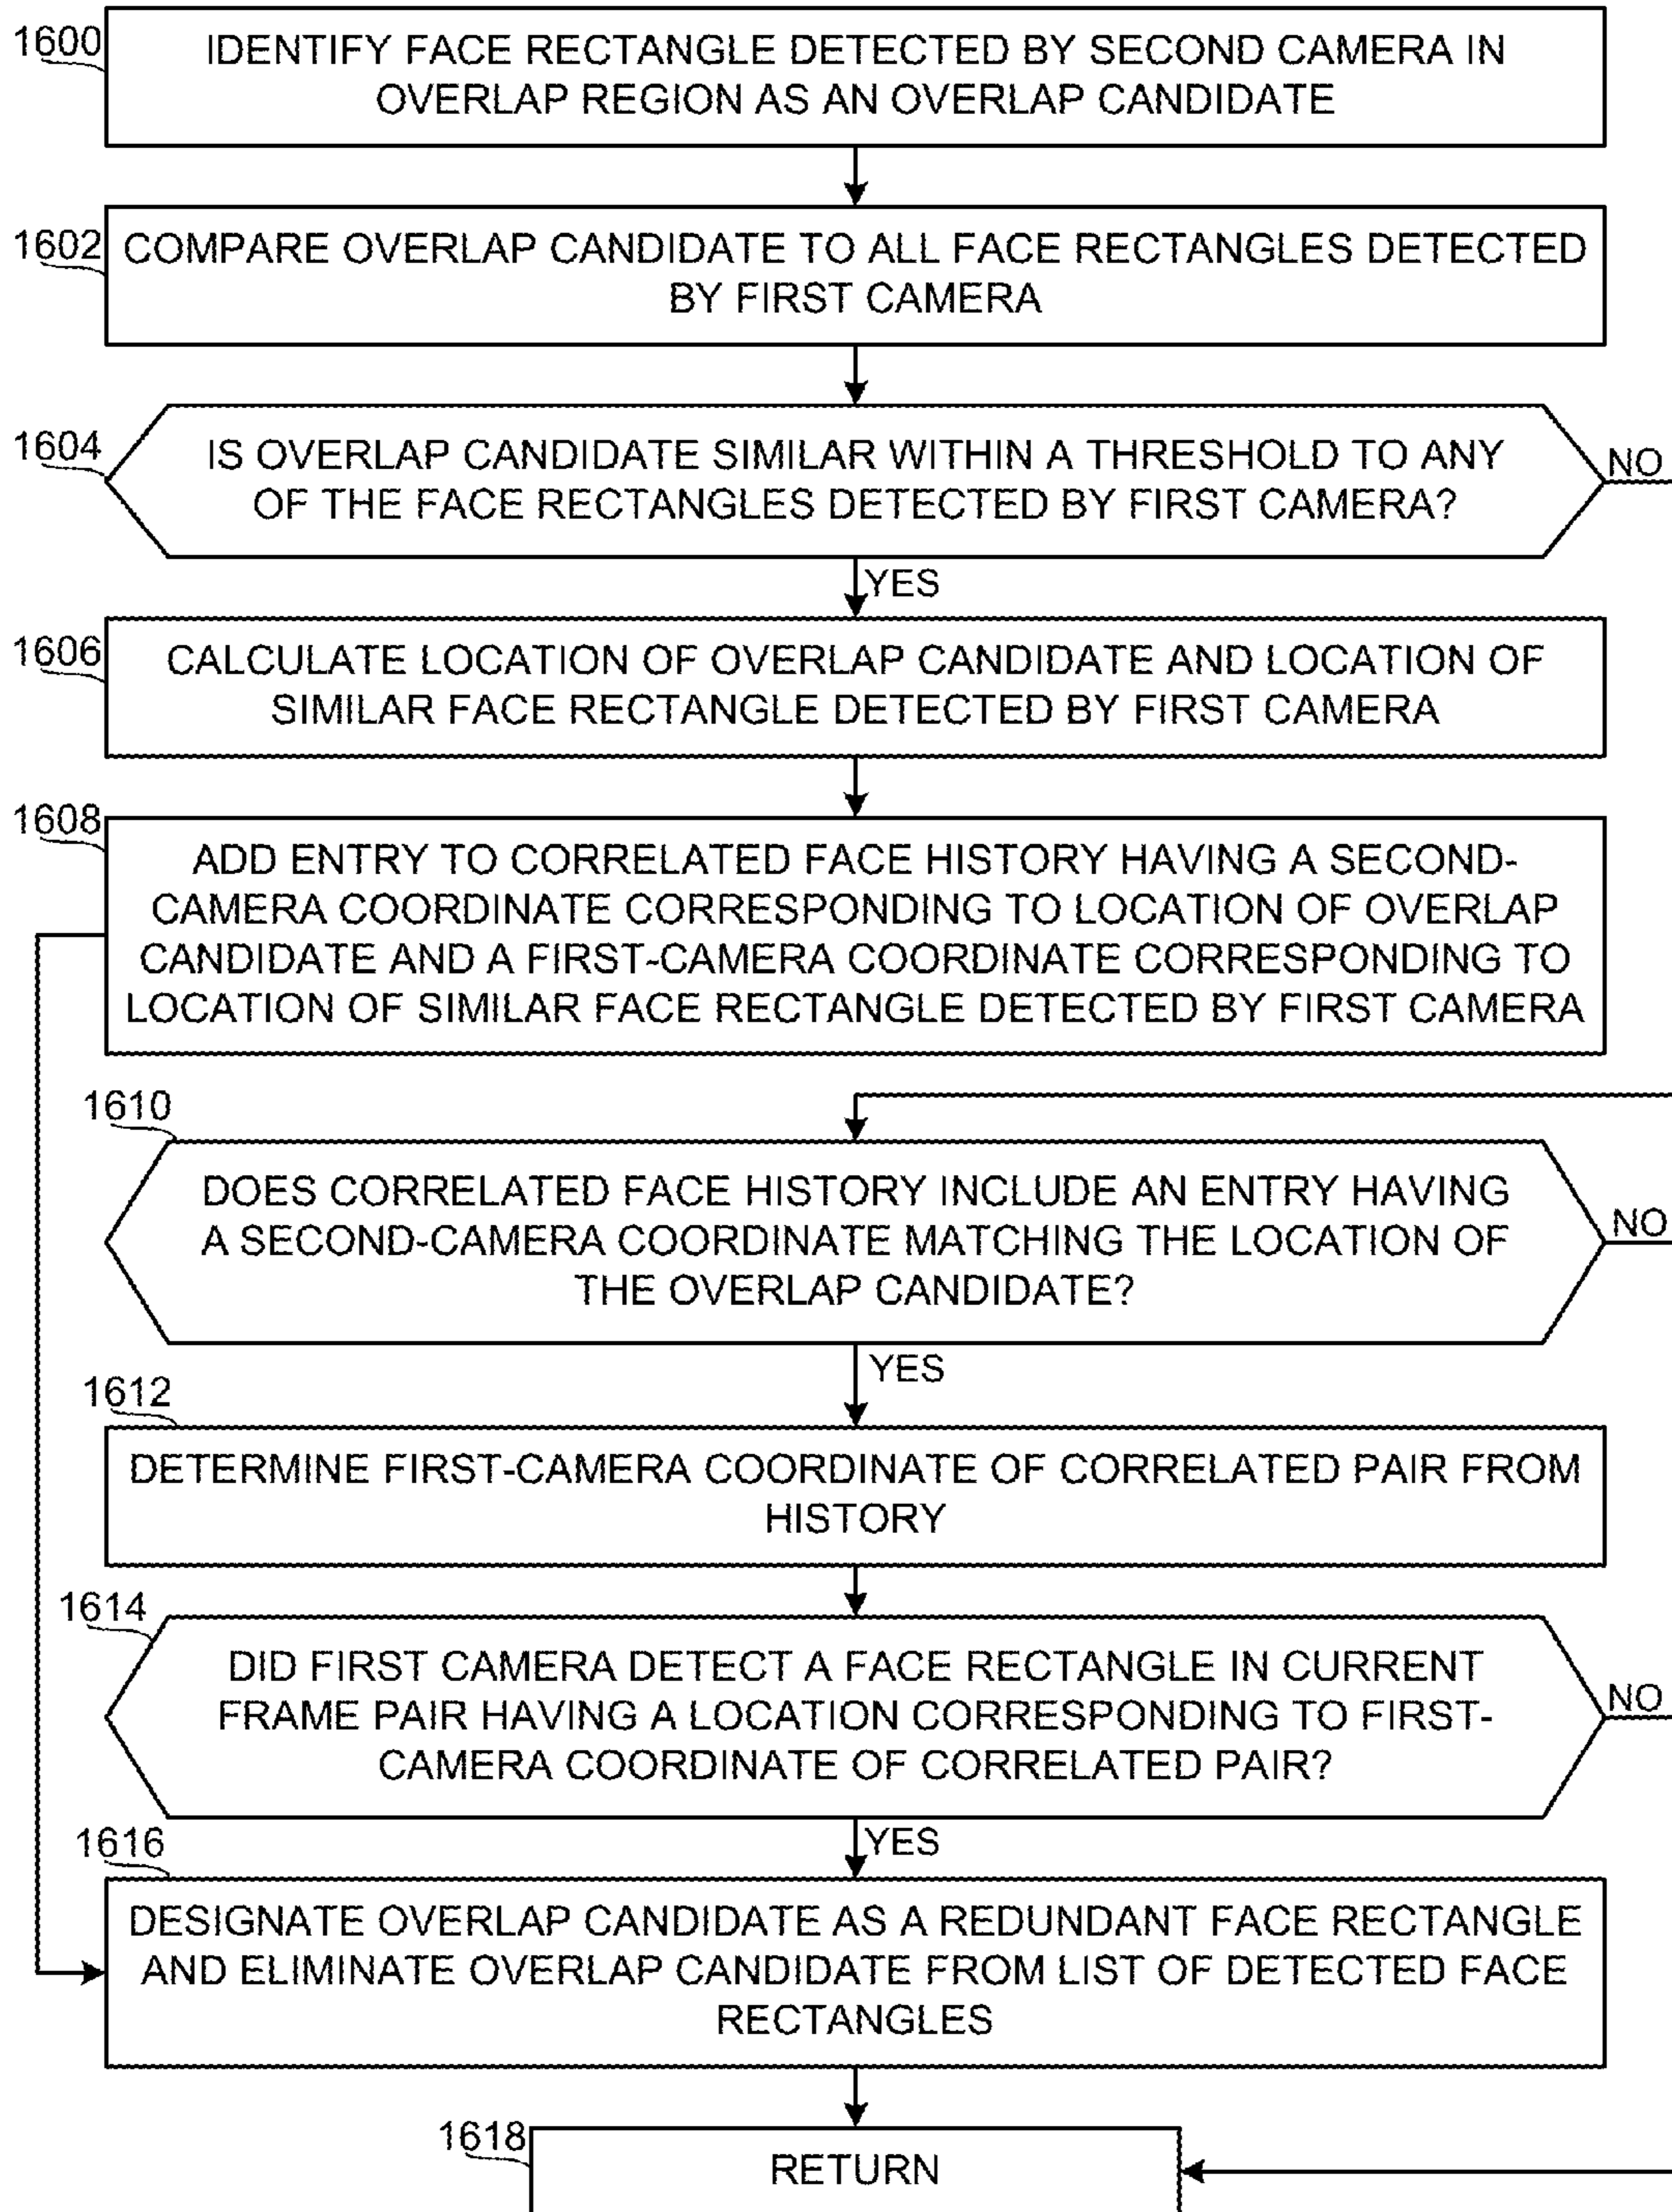 1600
IDENTIFY FACE RECTANGLE DETECTED BY SECOND CAMERA IN
OVERLAP REGION AS AN OVERLAP CANDIDATE
1602
COMPARE OVERLAP CANDIDATE TO ALL FACE RECTANGLES DETECTED
BY FIRST CAMERA
1604
IS OVERLAP CANDIDATE SIMILAR WITHIN A THRESHOLD TO ANY
OF THE FACE RECTANGLES DETECTED BY FIRST CAMERA?
NO
YES
1606
CALCULATE LOCATION OF OVERLAP CANDIDATE AND LOCATION OF
SIMILAR FACE RECTANGLE DETECTED BY FIRST CAMERA
1608
ADD ENTRY TO CORRELATED FACE HISTORY HAVING A SECOND-
CAMERA COORDINATE CORRESPONDING TO LOCATION OF OVERLAP
CANDIDATE AND A FIRST-CAMERA COORDINATE CORRESPONDING TO
LOCATION OF SIMILAR FACE RECTANGLE DETECTED BY FIRST CAMERA
1610
DOES CORRELATED FACE HISTORY INCLUDE AN ENTRY HAVING
A SECOND-CAMERA COORDINATE MATCHING THE LOCATION OF
THE OVERLAP CANDIDATE?
NO
YES
1612
DETERMINE FIRST-CAMERA COORDINATE OF CORRELATED PAIR FROM
HISTORY
1614
DID FIRST CAMERA DETECT A FACE RECTANGLE IN CURRENT
FRAME PAIR HAVING A LOCATION CORRESPONDING TO FIRST-
CAMERA COORDINATE OF CORRELATED PAIR?
NO
YES
1616
DESIGNATE OVERLAP CANDIDATE AS A REDUNDANT FACE RECTANGLE
AND ELIMINATE OVERLAP CANDIDATE FROM LIST OF DETECTED FACE
RECTANGLES
1618
RETURN